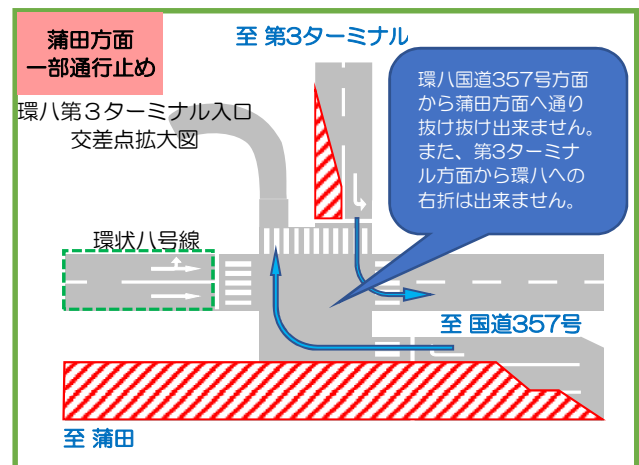 蒲田方面
一部通行止め
至 第3ターミナル
環八第3ターミナル入口
交差点拡大図
環八国道357号方面
から蒲田方面へ通り
抜け抜け出来ません。
また、第3ターミナ
ル方面から環八への
右折は出来ません。
環状八号線
至 国道357号
至 蒲田